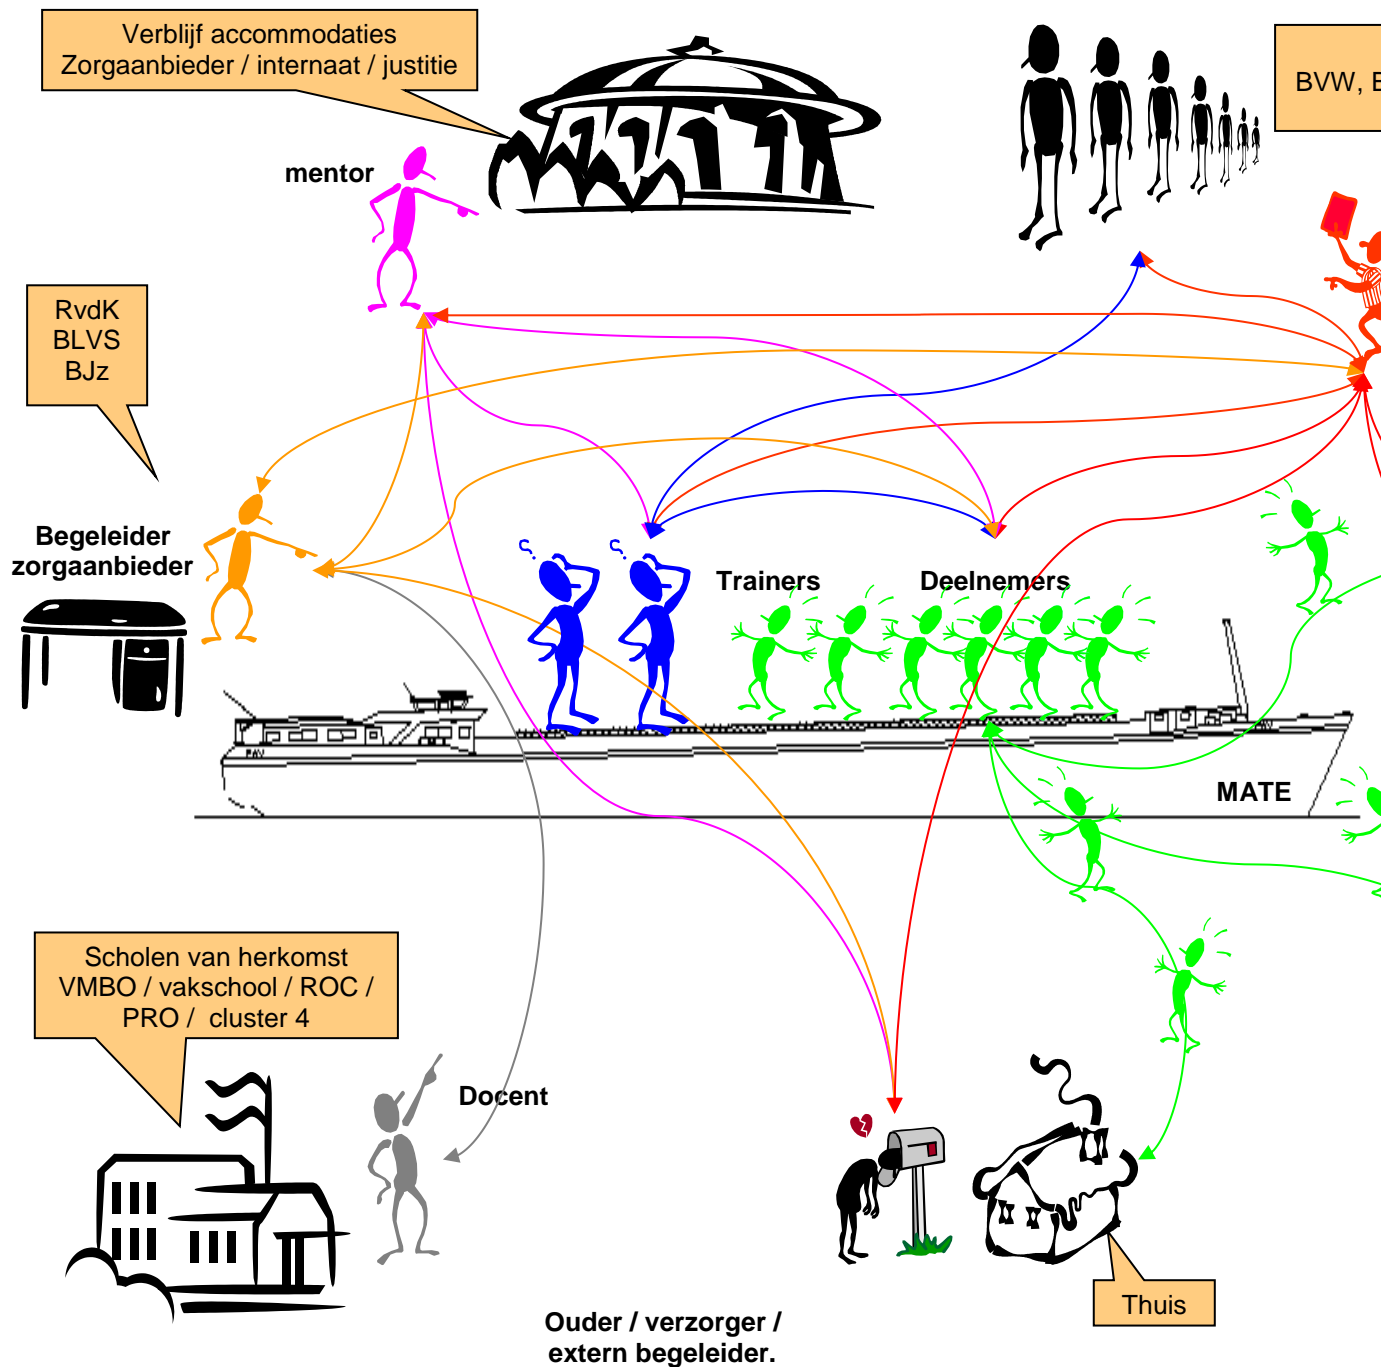 Verblijf accommodaties
Zorgaanbieder / internaat / justitie
BVW, E
mentor
RvdK
BLVS
BJz
Begeleider
zorgaanbieder
Trainers
Deelnemers
MATE
Scholen van herkomst
VMBO / vakschool / ROC /
PRO / cluster 4
Docent
Thuis
Ouder / verzorger /
extern begeleider.